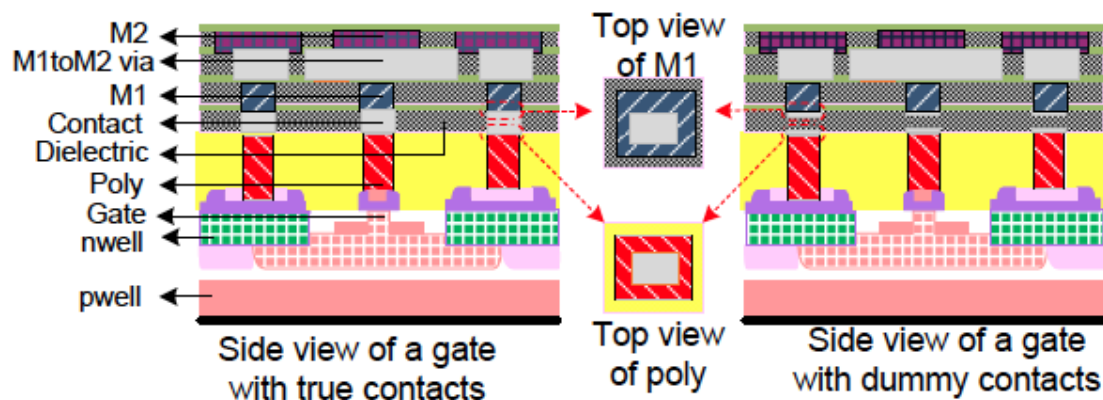 M2
M1toM2 via
M1
Contact
Dielectric
Poly
Gate
nwell
pwell
Side view of a gate
with true contacts
Top view
of M1
Top view
of poly
Side view of a gate
with dummy contacts